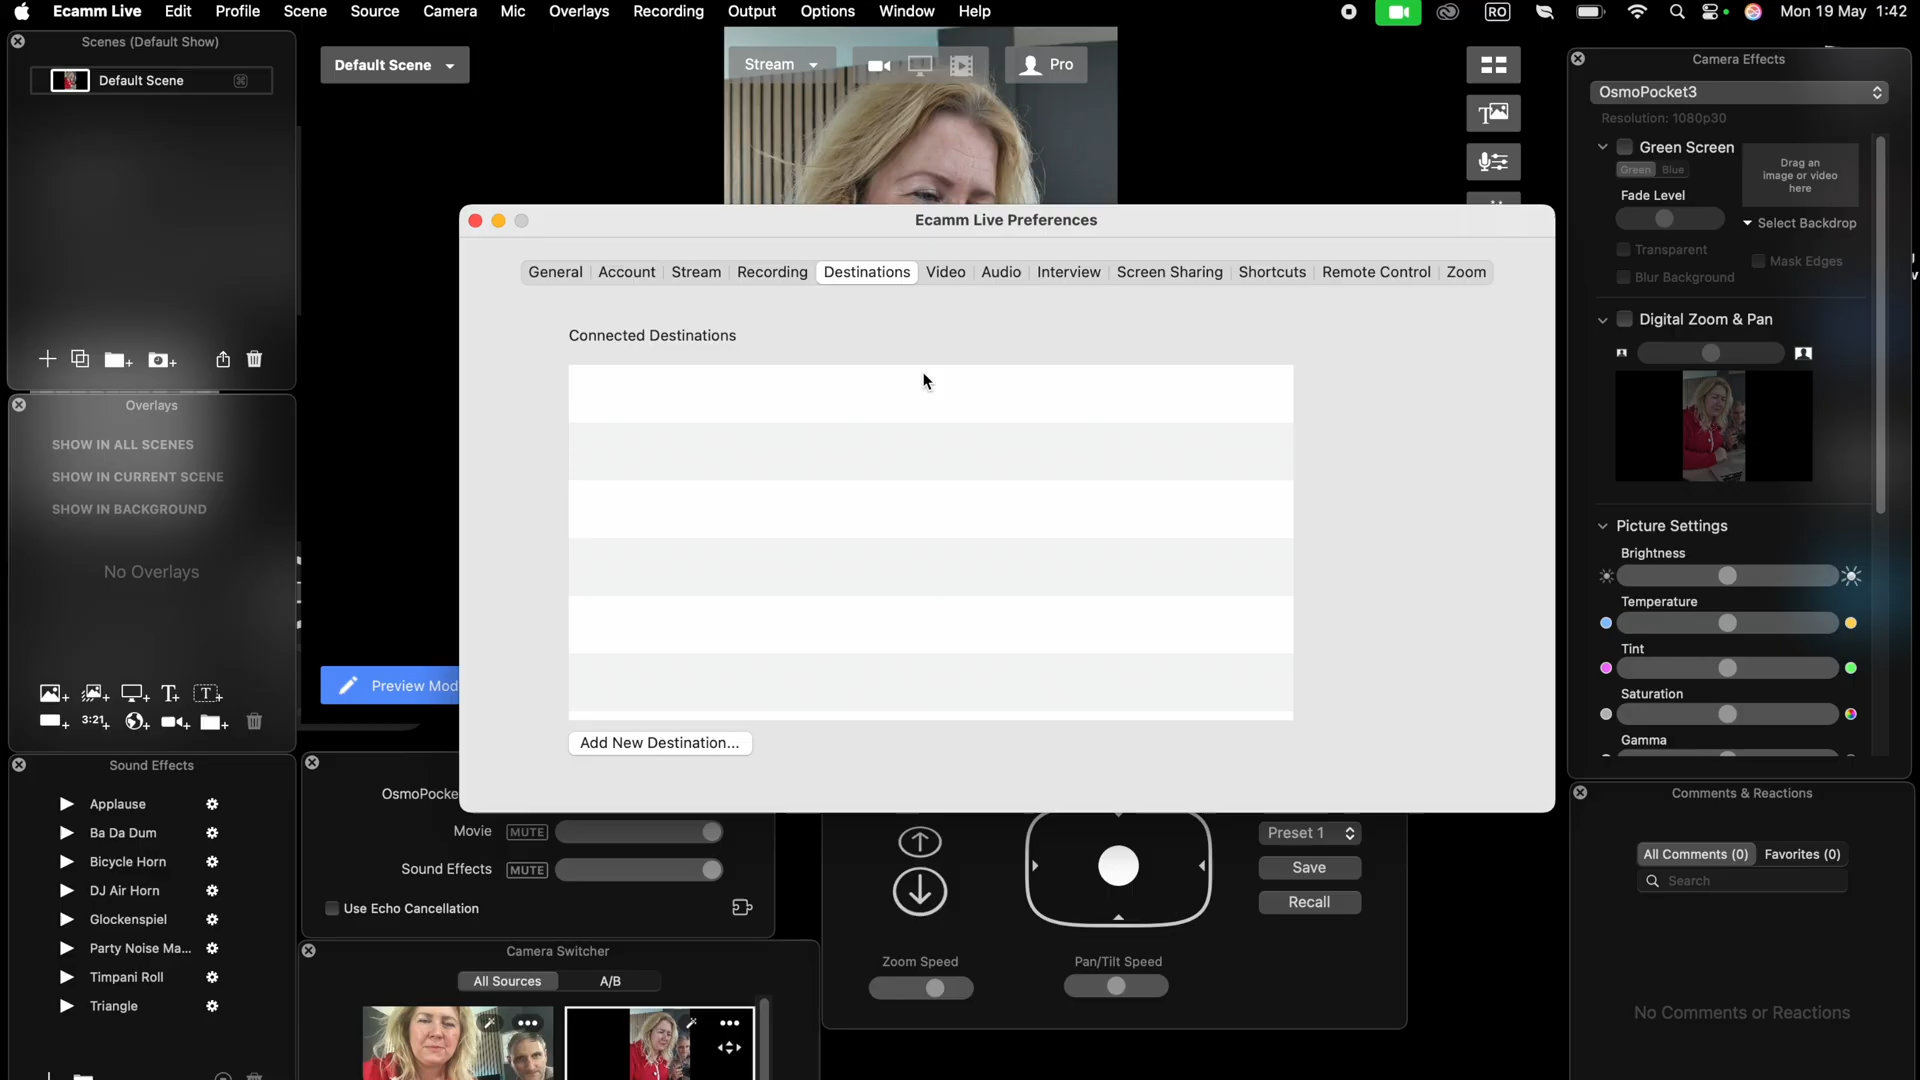 Ecamm Live Edit Profile Scene Source Camera Mic Overlays Recording Output Options Window Help RO Mon 19 May 1:42
Scenes (Default Show)
Default Scene
Default Scene
Stream
Pro
Camera Effects
OsmoPocket3
Resolution: 1080p30
Green Screen
Green Blue
Drag an
image or video
here
Fade Level
Select Backdrop
Transparent
Mask Edges
Blur Background
Digital Zoom & Pan
Picture Settings
Brightness
Temperature
Tint
Saturation
Gamma
Ecamm Live Preferences
General Account Stream Recording Destinations Video Audio Interview Screen Sharing Shortcuts Remote Control Zoom
Connected Destinations
Add New Destination...
Overlays
SHOW IN ALL SCENES
SHOW IN CURRENT SCENE
SHOW IN BACKGROUND
No Overlays
3:21
Preview Mod
Sound Effects
Applause
Ba Da Dum
Bicycle Horn
DJ Air Horn
Glockenspiel
Party Noise Ma...
Timpani Roll
Triangle
OsmoPocke
Movie MUTE
Sound Effects MUTE
Use Echo Cancellation
Camera Switcher
All Sources A/B
Preset 1
Save
Recall
Zoom Speed
Pan/Tilt Speed
Comments & Reactions
All Comments (0) Favorites (0)
Search
No Comments or Reactions